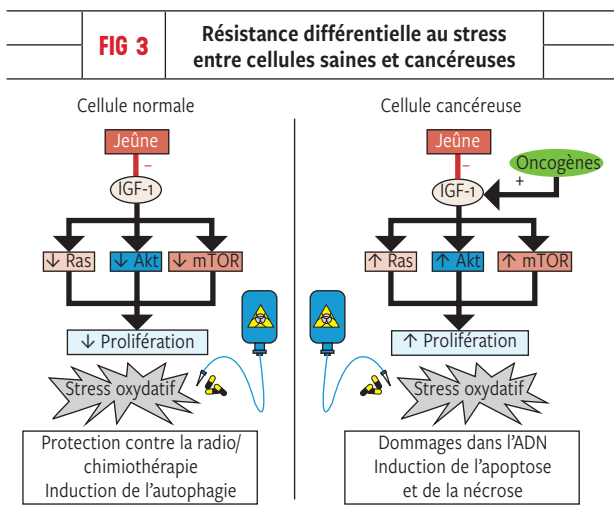 FIG 3
Résistance différentielle au stress
entre cellules saines et cancéreuses
Cellule normale
Jeûne
–
IGF-1
↓ Ras
↓ Akt
↓ mTOR
↓ Prolifération
Stress oxydatif
Protection contre la radio/
chimiothérapie
Induction de l'autophagie
Cellule cancéreuse
Jeûne
–
Oncogènes
+
IGF-1
↑ Ras
↑ Akt
↑ mTOR
↑ Prolifération
Stress oxydatif
Dommages dans l'ADN
Induction de l'apoptose
et de la nécrose